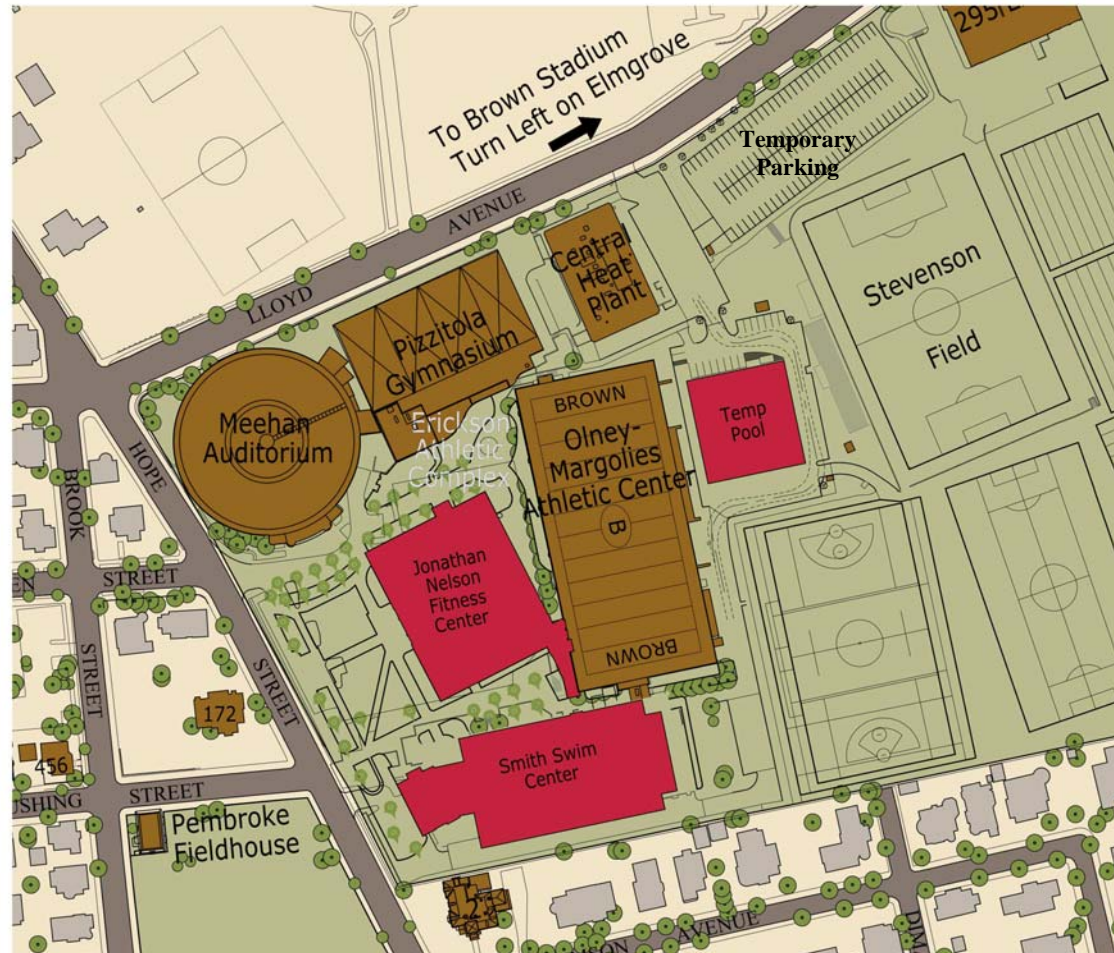 To Brown Stadium
Turn Left on Elmgrove
Temporary
Parking
AVENUE
LLOYD
Central
Heat
Plant
Stevenson
Field
Pizzitola
Gymnasium
Meehan
Auditorium
Erickson
Athletic
Complex
BROWN
Olney-
Margolies
Athletic Center
B
BROWN
Temp
Pool
HOPE
STREET
BROOK
STREET
STREET
Jonathan
Nelson
Fitness
Center
172
456
Smith Swim
Center
USHING STREET
Pembroke
Fieldhouse
AVENUE